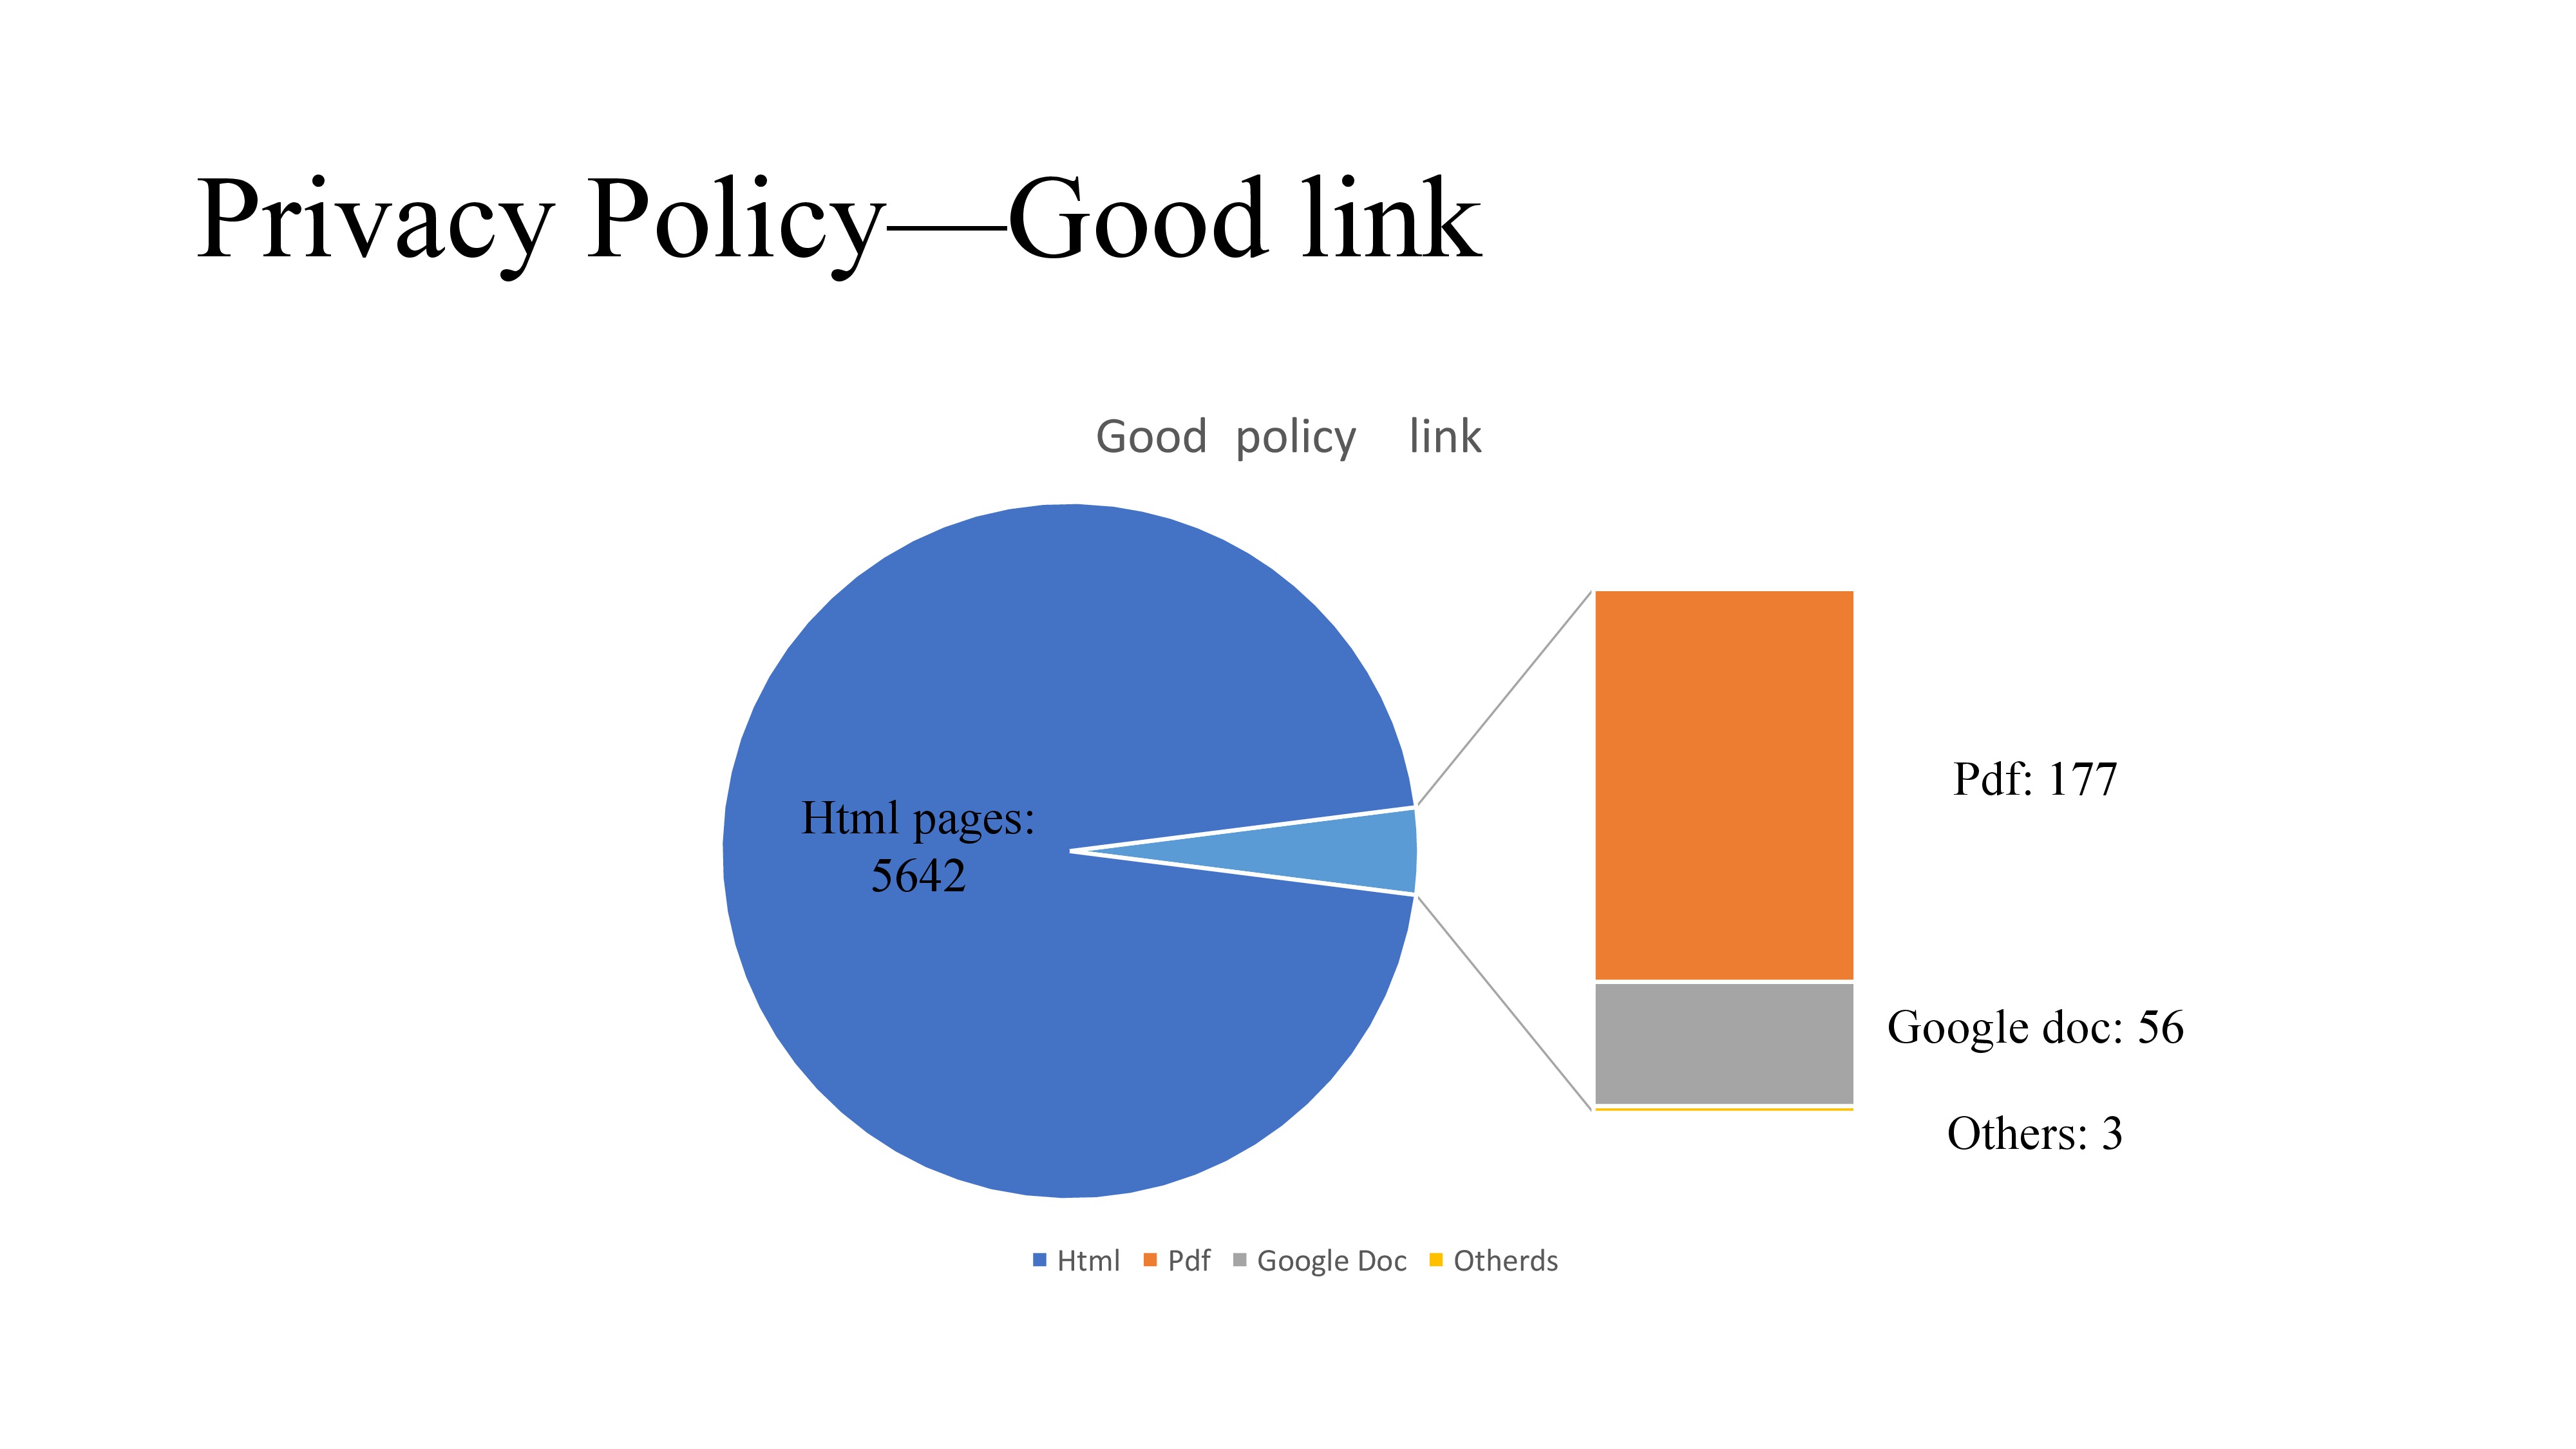 Privacy Policy—Good link
Good policy link
Html pages:
5642
Pdf: 177
Google doc: 56
Others: 3
Html Pdf Google Doc Otherds